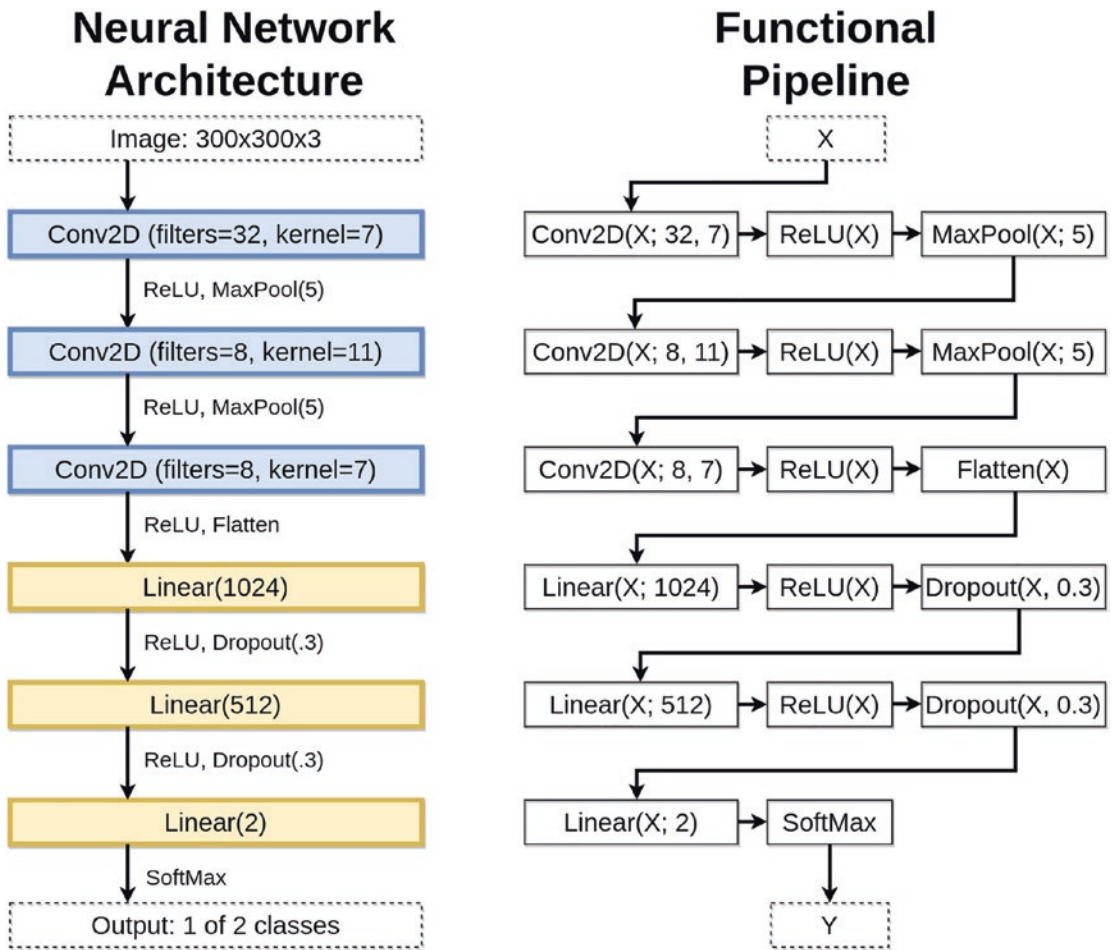 Neural Network
Architecture
Image: 300x300x3
Conv2D (filters=32, kernel=7)
ReLU, MaxPool(5)
Conv2D (filters=8, kernel=11)
ReLU, MaxPool(5)
Conv2D (filters=8, kernel=7)
ReLU, Flatten
Linear(1024)
ReLU, Dropout(.3)
Linear(512)
ReLU, Dropout(.3)
Linear(2)
SoftMax
Output: 1 of 2 classes
Functional
Pipeline
X
Conv2D(X; 32, 7)
ReLU(X)
MaxPool(X; 5)
Conv2D(X; 8, 11)
ReLU(X)
MaxPool(X; 5)
Conv2D(X; 8, 7)
ReLU(X)
Flatten(X)
Linear(X; 1024)
ReLU(X)
Dropout(X, 0.3)
Linear(X; 512)
ReLU(X)
Dropout(X, 0.3)
Linear(X; 2)
SoftMax
Y